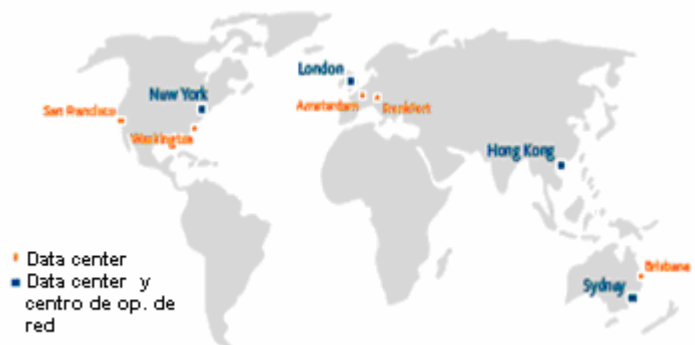 London
New York
Amsterdam
Frankfort
San Francisco
Washington
Hong Kong
Brisbane
Sydney
Data center
Data center y
centro de op. de
red